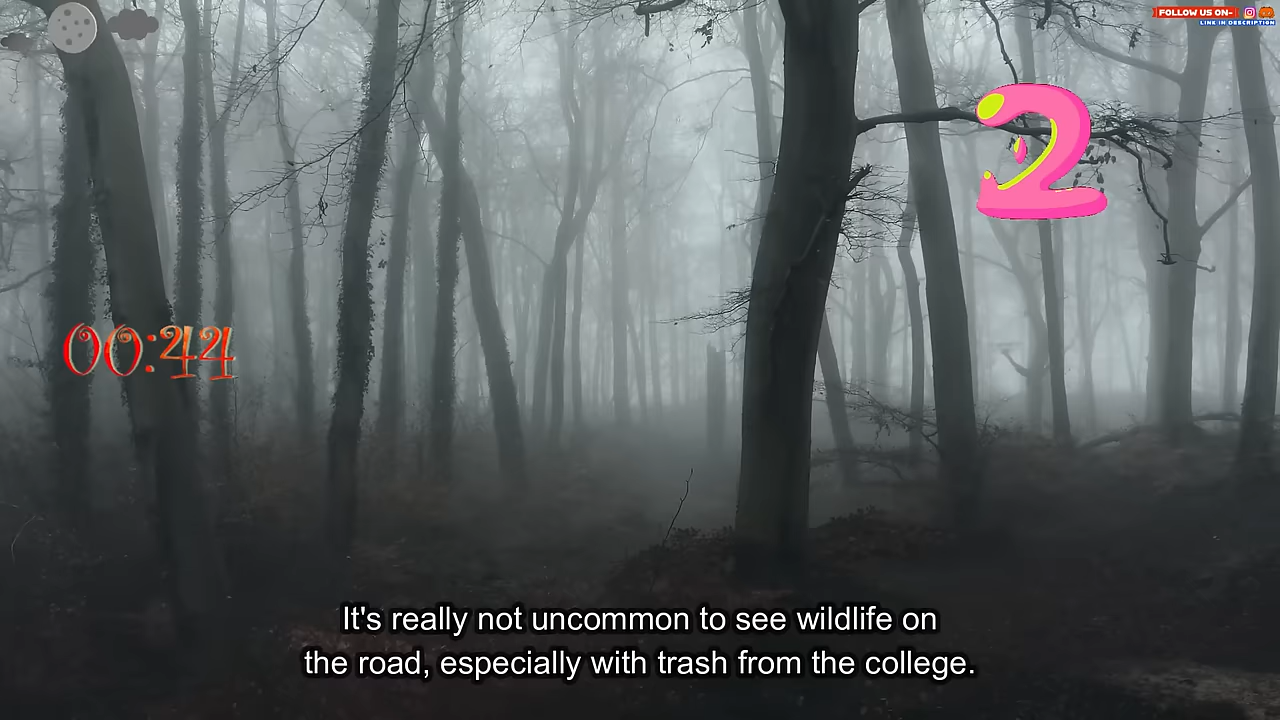 FOLLOW US ON-
LINK IN DESCRIPTION
2
00:44
It's really not uncommon to see wildlife on
the road, especially with trash from the college.